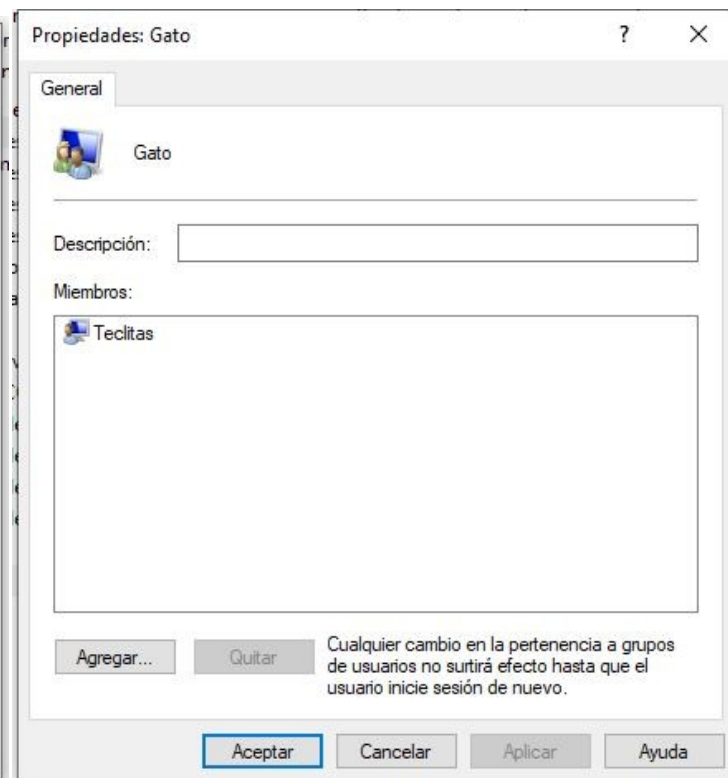 Propiedades: Gato
General
Gato
Descripción:
Miembros:
Teclitas
Agregar...
Quitar
Cualquier cambio en la pertenencia a grupos
de usuarios no surtirá efecto hasta que el
usuario inicie sesión de nuevo.
Aceptar
Cancelar
Aplicar
Ayuda